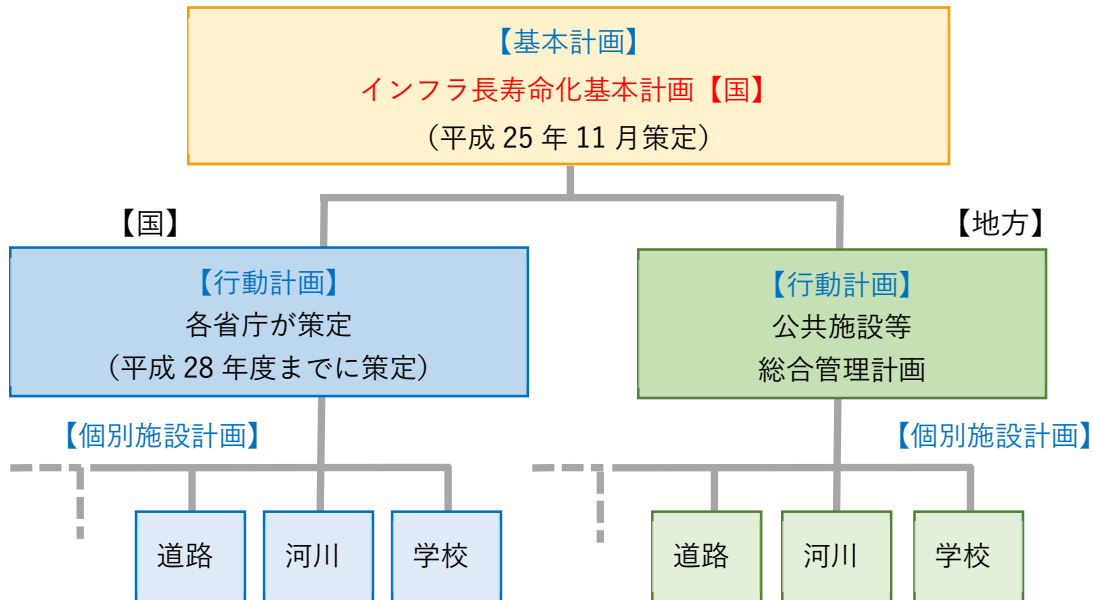 【基本計画】
インフラ長寿命化基本計画【国】
(平成 25 年 11 月策定)
【国】
【地方】
【行動計画】
各省庁が策定
(平成 28 年度までに策定)
【行動計画】
公共施設等
総合管理計画
【個別施設計画】
【個別施設計画】
道路
河川
学校
道路
河川
学校